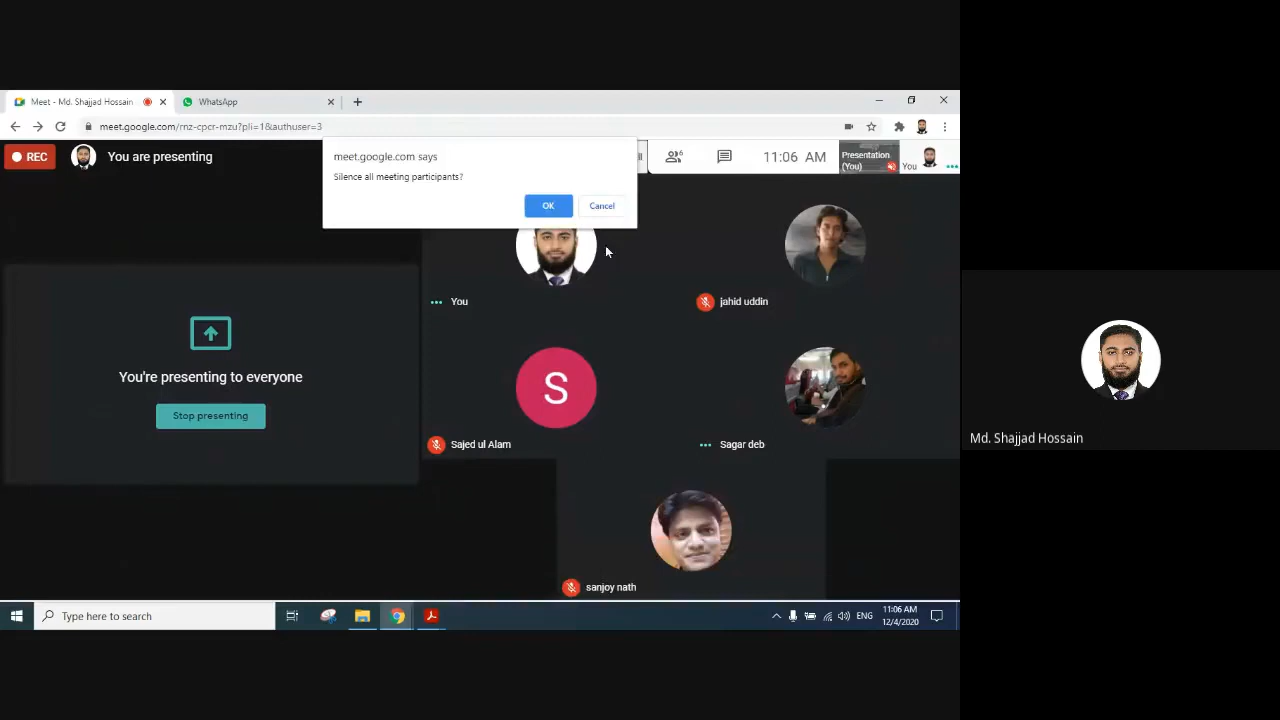 Meet - Md. Shajjad Hossain
WhatsApp
meet.google.com/rnz-cpcr-mzu?pli=1&authuser=3
REC
You are presenting
meet.google.com says
Silence all meeting participants?
OK
Cancel
6
11:06 AM
Presentation
(You)
You
You
jahid uddin
You're presenting to everyone
Stop presenting
S
Sajed ul Alam
Sagar deb
sanjoy nath
Md. Shajjad Hossain
Type here to search
ENG
11:06 AM
12/4/2020